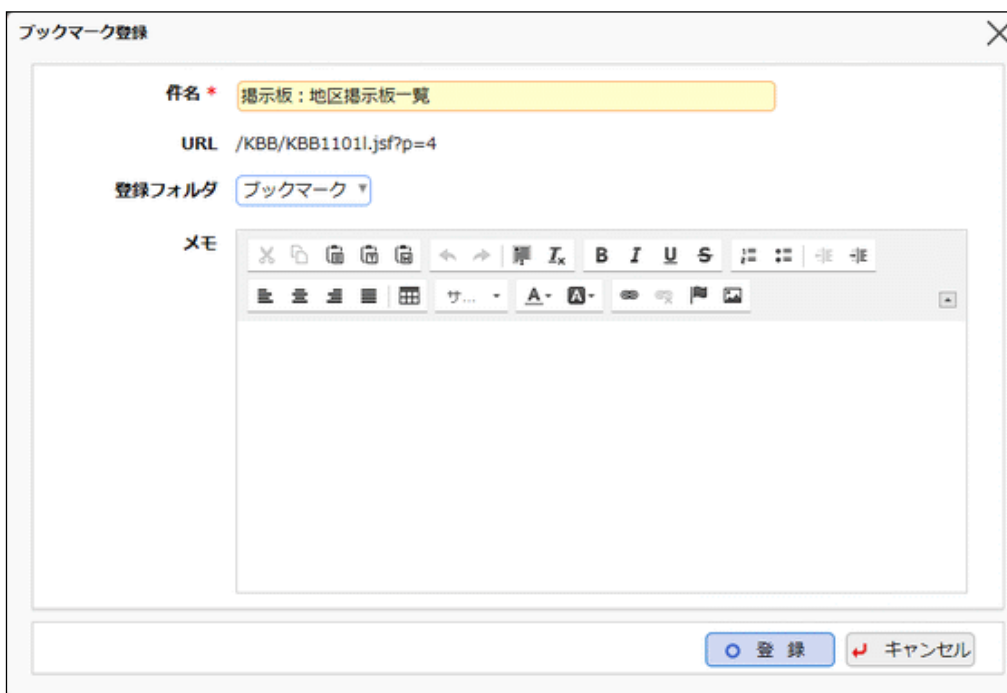 ブックマーク登録
件名 *
掲示板：地区掲示板一覧
URL /KBB/KBB1101l.jsf?p=4
登録フォルダ ブックマーク
メモ
B I U S
サ... A A
登 録 キャンセル